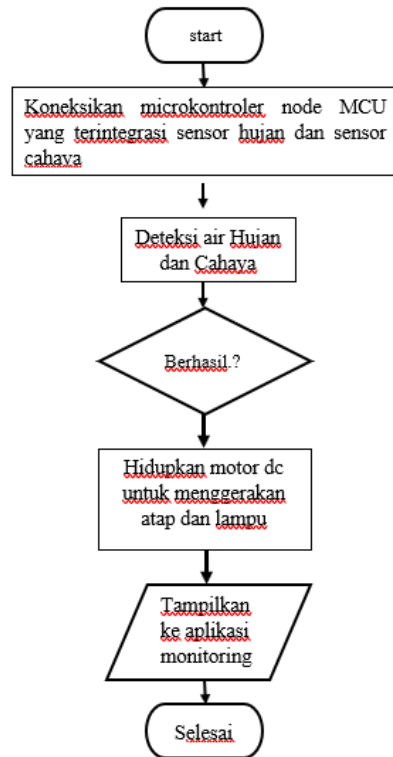 start
Koneksikan microkontroler node MCU
yang terintegrasi sensor hujan dan sensor
cahaya
Deteksi air Hujan
dan Cahaya
Berhasil.?
Hidupkan motor dc
untuk menggerakan
atap dan lampu
Tampilkan
ke aplikasi
monitoring
Selesai